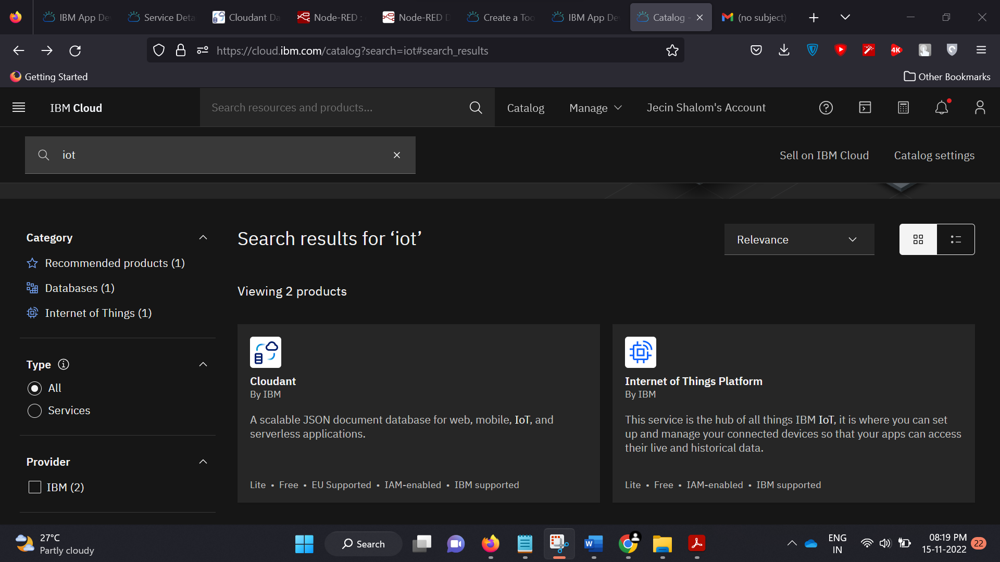 IBM App De
Service Deta
Cloudant Da
Node-RED :
Node-RED D
Create a Too
IBM App De
Catalog -
(no subject)
https://cloud.ibm.com/catalog?search=iot#search_results
4K
Getting Started
Other Bookmarks
IBM Cloud
Search resources and products...
Catalog
Manage
Jecin Shalom's Account
iot
Sell on IBM Cloud
Catalog settings
Category
Recommended products (1)
Databases (1)
Internet of Things (1)
Type
All
Services
Provider
IBM (2)
Search results for ‘iot’
Relevance
Viewing 2 products
Cloudant
By IBM
A scalable JSON document database for web, mobile, IoT, and
serverless applications.
Lite • Free • EU Supported • IAM-enabled • IBM supported
Internet of Things Platform
By IBM
This service is the hub of all things IBM IoT, it is where you can set
up and manage your connected devices so that your apps can access
their live and historical data.
Lite • Free • IAM-enabled • IBM supported
27°C
Partly cloudy
Search
W
ENG
IN
08:19 PM
15-11-2022
22